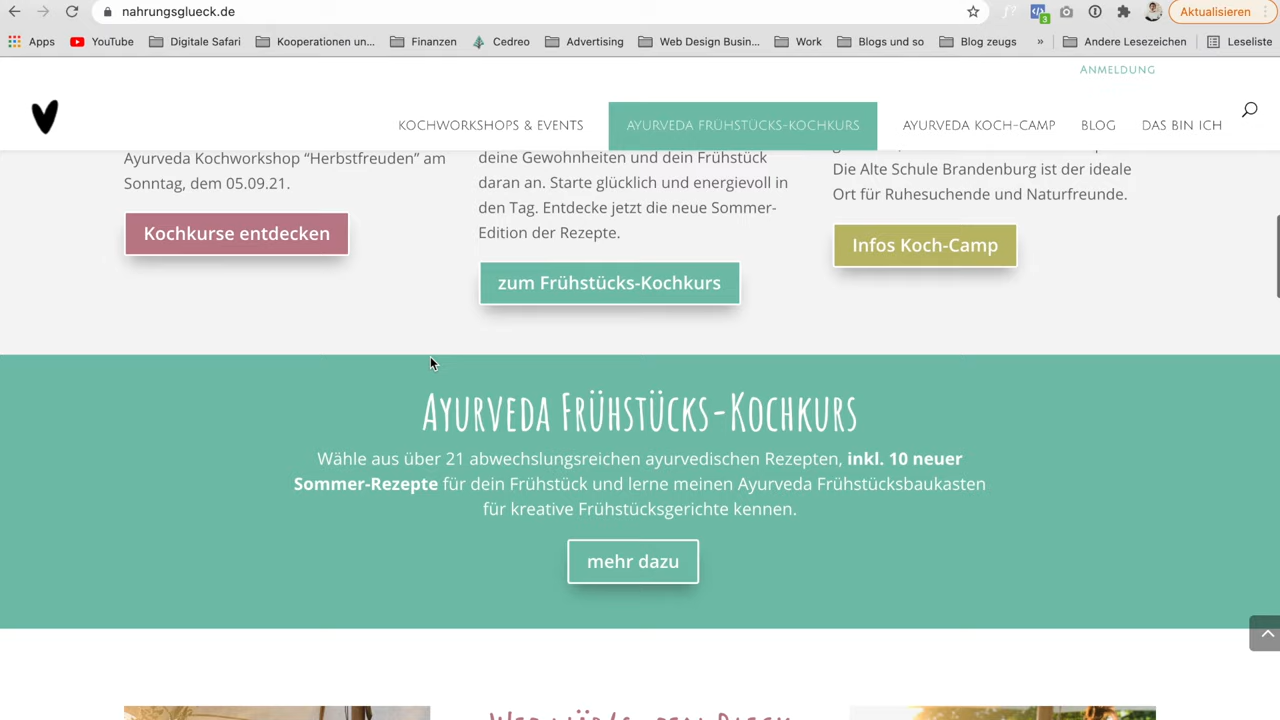 nahrungsglueck.de
Aktualisieren
3
Apps
YouTube
Digitale Safari
Kooperationen un...
Finanzen
Cedreo
Advertising
Web Design Busin...
Work
Blogs und so
Blog zeugs
»
Andere Lesezeichen
Leseliste
ANMELDUNG
KOCHWORKSHOPS & EVENTS
AYURVEDA FRÜHSTÜCKS-KOCHKURS
AYURVEDA KOCH-CAMP
BLOG
DAS BIN ICH
Ayurveda Kochworkshop “Herbstfreuden” am
Sonntag, dem 05.09.21.
Kochkurse entdecken
deine Gewohnheiten und dein Frühstück
daran an. Starte glücklich und energievoll in
den Tag. Entdecke jetzt die neue Sommer-
Edition der Rezepte.
zum Frühstücks-Kochkurs
Die Alte Schule Brandenburg ist der ideale
Ort für Ruhesuchende und Naturfreunde.
Infos Koch-Camp
Ayurveda Frühstücks-Kochkurs
Wähle aus über 21 abwechslungsreichen ayurvedischen Rezepten, inkl. 10 neuer
Sommer-Rezepte für dein Frühstück und lerne meinen Ayurveda Frühstücksbaukasten
für kreative Frühstücksgerichte kennen.
mehr dazu